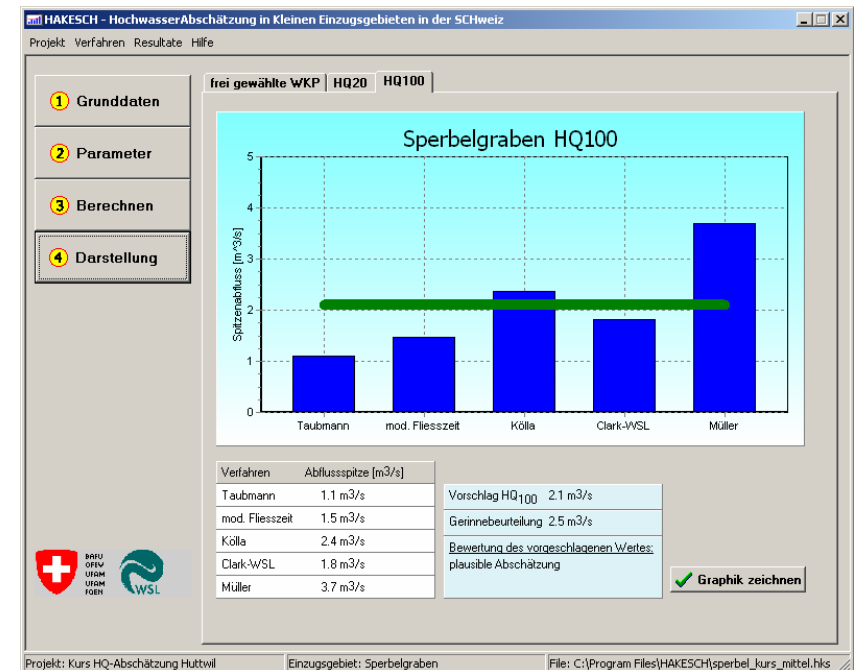 HAKESCH - HochwasserAbschätzung in Kleinen Einzugsgebieten in der SCHweiz
Projekt Verfahren Resultate Hilfe
1 Grunddaten
2 Parameter
3 Berechnen
4 Darstellung
frei gewählte WKP HQ20 HQ100
Sperbelgraben HQ100
Spitzenabfluss [m^3/s]
5
4
3
2
1
0
Taubmann mod. Fliesszeit Kölla Clark-WSL Müller
Verfahren Abflussspitze [m3/s]
Taubmann 1.1 m3/s
mod. Fliesszeit 1.5 m3/s
Kölla 2.4 m3/s
Clark-WSL 1.8 m3/s
Müller 3.7 m3/s
Vorschlag HQ100 2.1 m3/s
Gerinnebeurteilung 2.5 m3/s
Bewertung des vorgeschlagenen Wertes:
plausible Abschätzung
Graphik zeichnen
BAFU
OFEV
UFAM
UFAM
FOEN
WSL
Projekt: Kurs HQ-Abschätzung Huttwil Einzugsgebiet: Sperbelgraben File: C:\Program Files\HAKESCH\sperbel_kurs_mittel.hks